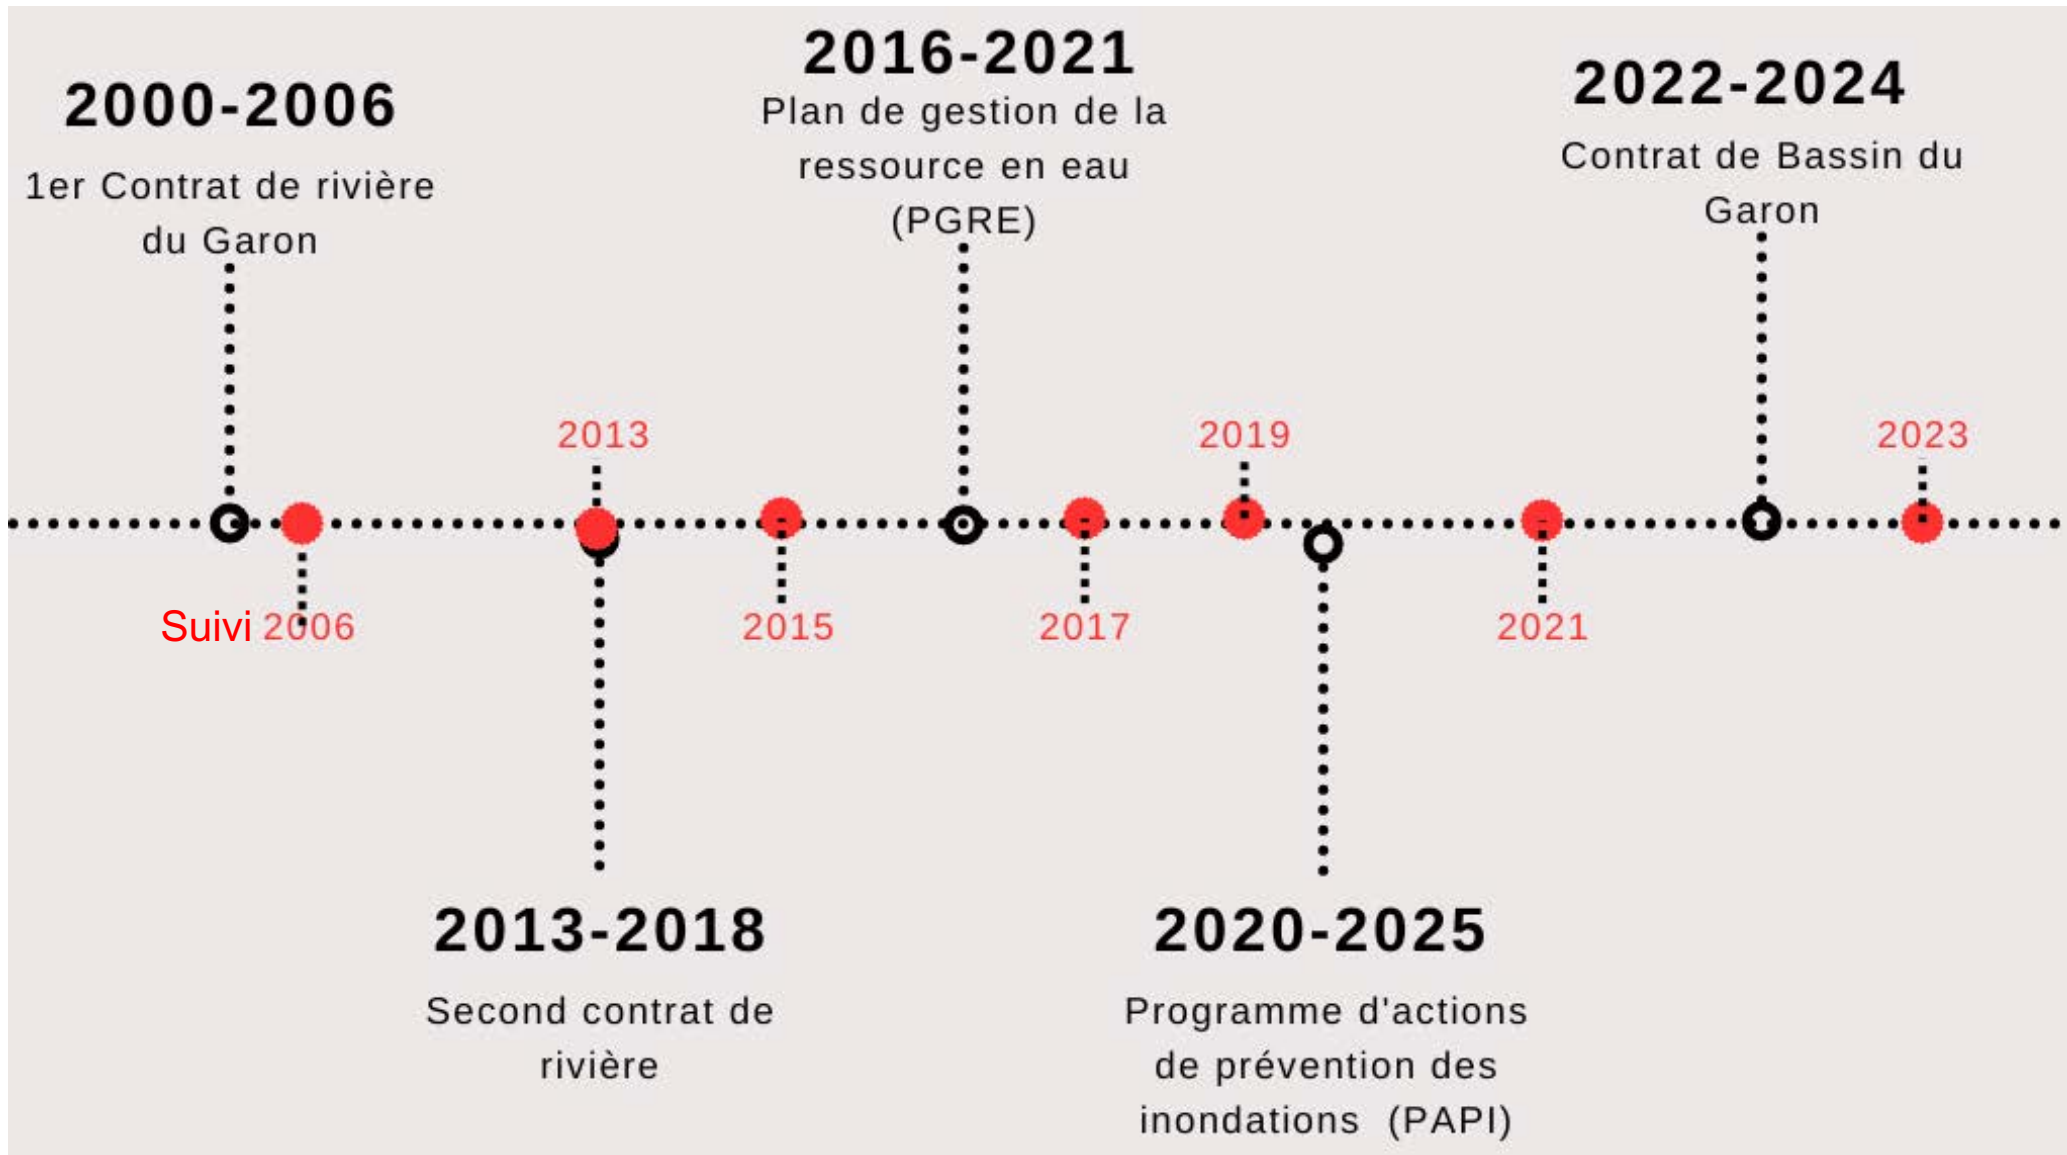 2000-2006
1er Contrat de rivière
du Garon
2016-2021
Plan de gestion de la
ressource en eau
(PGRE)
2022-2024
Contrat de Bassin du
Garon
2013
2019
2023
Suivi 2006
2015
2017
2021
2013-2018
Second contrat de
rivière
2020-2025
Programme d'actions
de prévention des
inondations (PAPI)